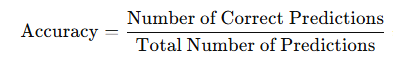 Accuracy = Number of Correct Predictions / Total Number of Predictions